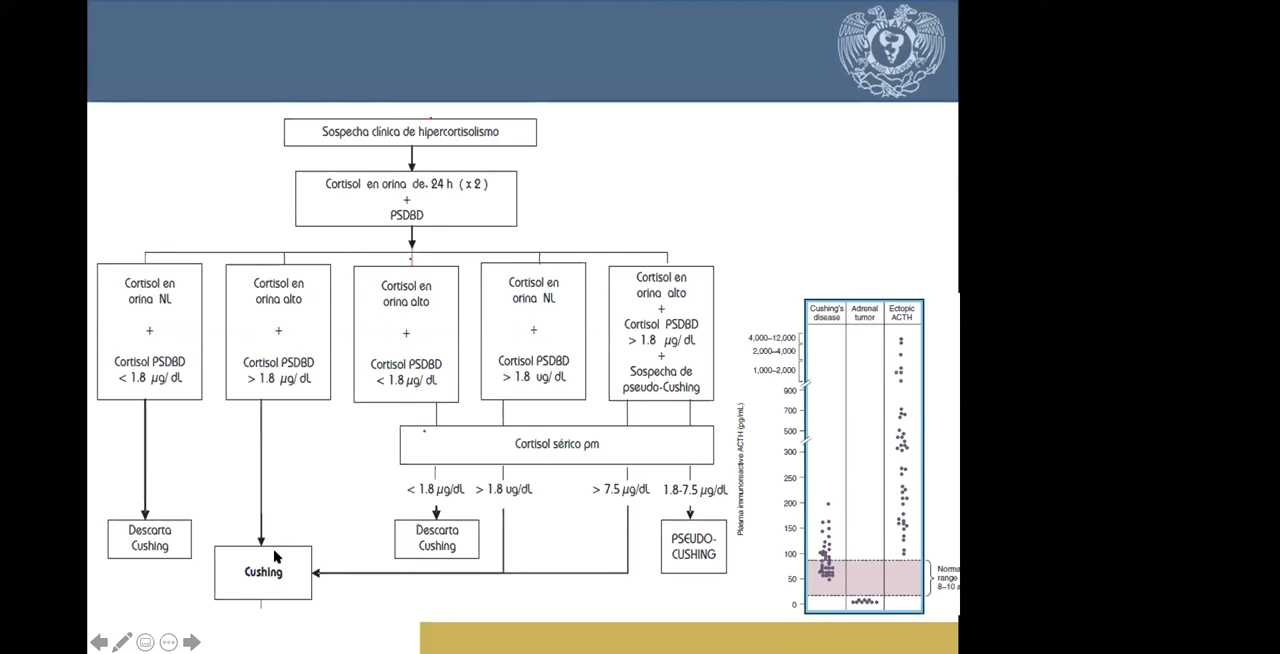 UNAM
Sospecha clínica de hipercortisolismo
Cortisol en orina de 24 h ( x 2 )
+
PSDBD
Cortisol en
orina NL
+
Cortisol PSDBD
< 1.8 µg/ dL
Cortisol en
orina alto
+
Cortisol PSDBD
> 1.8 µg/ dL
Cortisol en
orina alto
+
Cortisol PSDBD
< 1.8 µg/ dL
Cortisol en
orina NL
+
Cortisol PSDBD
> 1.8 ug/ dL
Cortisol en
orina alto
+
Cortisol PSDBD
> 1.8 µg/ dL
+
Sospecha de
pseudo-Cushing
Cortisol sérico pm
< 1.8 µg/dL
> 1.8 ug/dL
> 7.5 µg/dL
1.8-7.5 µg/dL
Descarta
Cushing
Cushing
Descarta
Cushing
PSEUDO-
CUSHING
Cushing's
disease
Adrenal
tumor
Ectopic
ACTH
Plasma immunoreactive ACTH (pg/mL)
4,000–12,000
2,000–4,000
1,000–2,000
900
700
500
300
250
200
150
100
50
0
Norma
range
8–10 a